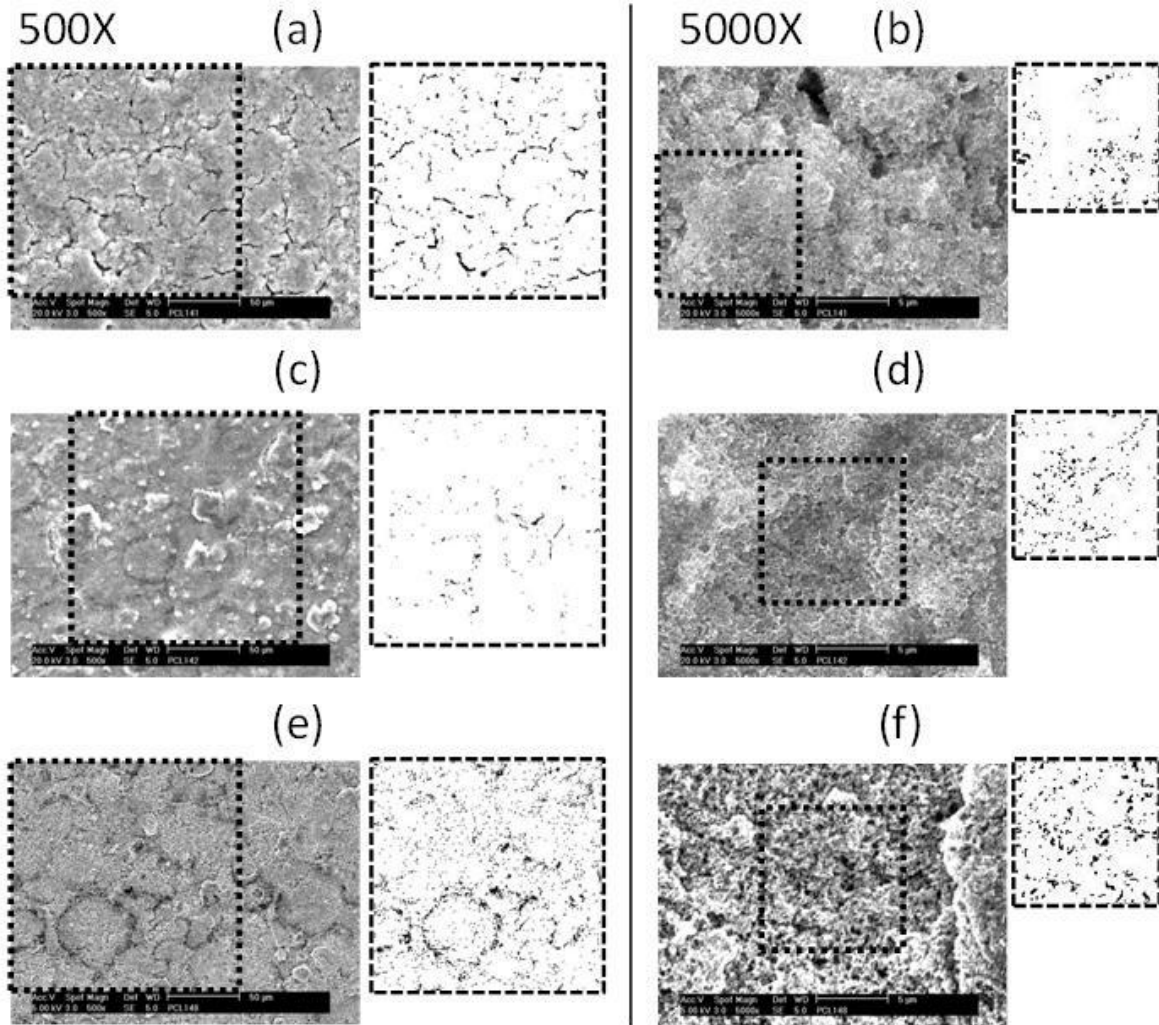 500X (a) 5000X (b)
Acc.V Spot Magn Det WD 50 µm
20.0 kV 3.0 500x SE 5.0 PCL141
Acc.V Spot Magn Det WD 5 µm
20.0 kV 3.0 5000x SE 5.0 PCL141
(c) (d)
Acc.V Spot Magn Det WD 50 µm
20.0 kV 3.0 500x SE 5.0 PCL142
Acc.V Spot Magn Det WD 5 µm
20.0 kV 3.0 5000x SE 5.0 PCL142
(e) (f)
Acc.V Spot Magn Det WD 50 µm
5.00 kV 3.0 500x SE 5.0 PCL148
Acc.V Spot Magn Det WD 5 µm
5.00 kV 3.0 5000x SE 5.0 PCL148